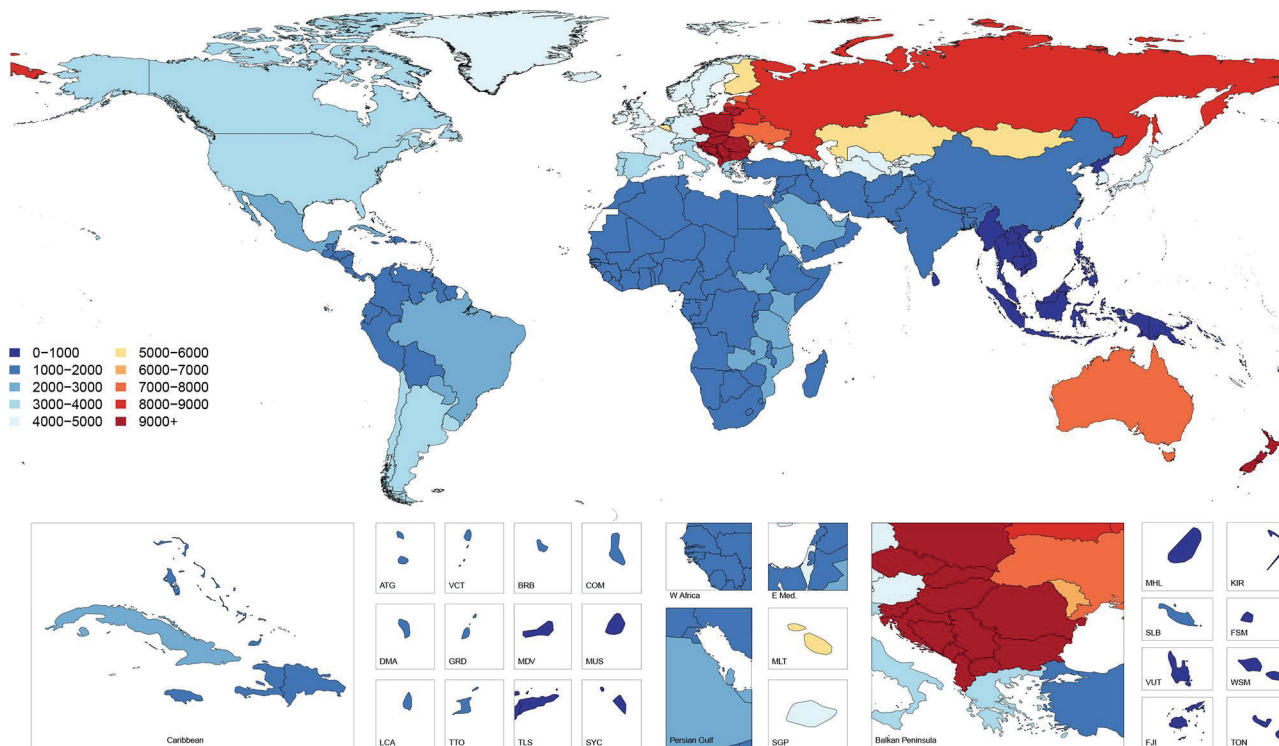 0-1000
1000-2000
2000-3000
3000-4000
4000-5000
5000-6000
6000-7000
7000-8000
8000-9000
9000+
Caribbean
ATG
VCT
BRB
COM
DMA
GRD
MDV
MUS
LCA
TTO
TLS
SYC
W Africa
E Med.
Persian Gulf
MLT
SGP
Balkan Peninsula
MHL
KIR
SLB
FSM
VUT
WSM
FJI
TON